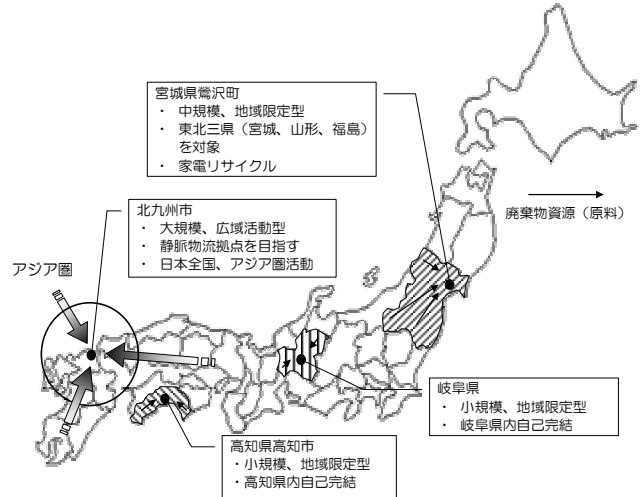 宮城県鶯沢町
・ 中規模、地域限定型
・ 東北三県（宮城、山形、福島）
を対象
・ 家電リサイクル
廃棄物資源（原料）
北九州市
・ 大規模、広域活動型
・ 静脈物流拠点を目指す
・ 日本全国、アジア圏活動
アジア圏
岐阜県
・ 小規模、地域限定型
・ 岐阜県内自己完結
高知県高知市
・小規模、地域限定型
・高知県内自己完結